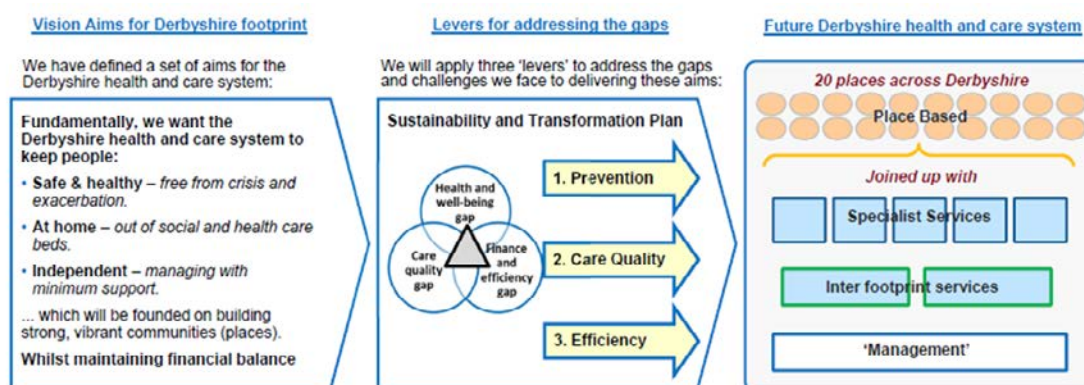 Vision Aims for Derbyshire footprint
We have defined a set of aims for the
Derbyshire health and care system:
Fundamentally, we want the
Derbyshire health and care system to
keep people:
• Safe & healthy – free from crisis and
exacerbation.
• At home – out of social and health care
beds.
• Independent – managing with
minimum support.
... which will be founded on building
strong, vibrant communities (places).
Whilst maintaining financial balance
Levers for addressing the gaps
We will apply three 'levers' to address the gaps
and challenges we face to delivering these aims:
Sustainability and Transformation Plan
Health and
well-being
gap
Care
quality
gap
Finance
and
efficiency
gap
1. Prevention
2. Care Quality
3. Efficiency
Future Derbyshire health and care system
20 places across Derbyshire
Place Based
Joined up with
Specialist Services
Inter footprint services
'Management'